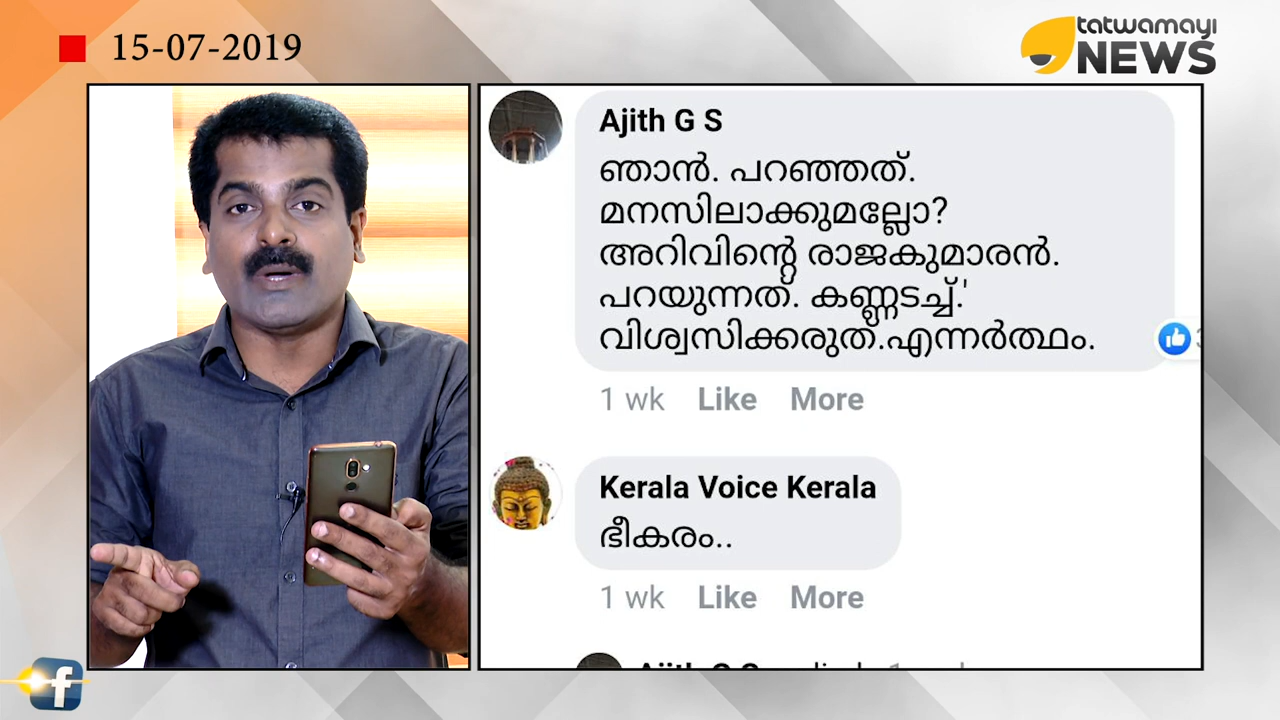 15-07-2019
tatwamayi
NEWS
Ajith G S
ഞാൻ. പറഞ്ഞത്.
മനസിലാക്കുമല്ലോ?
അറിവിന്റെ രാജകുമാരൻ.
പറയുന്നത്. കണ്ണടച്ച്.'
വിശ്വസിക്കരുത്.എന്നർത്ഥം.
1 wk Like More
Kerala Voice Kerala
ഭീകരം..
1 wk Like More
f